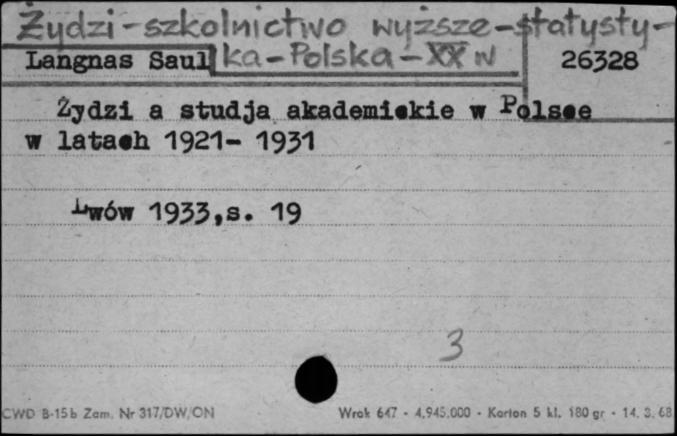 Żydzi-szkolnictwo wyższe-statysty-
ka-Polska-XX w
Langnas Saul
26328
Żydzi a studja akademickie w Polsce
w latach 1921- 1931
Lwów 1933,s. 19
3
CWD B-15b Zam. Nr 317/DW/ON
Wrok 647 - 4.945.000 - Karton 5 kl. 180 gr - 14. 3. 68